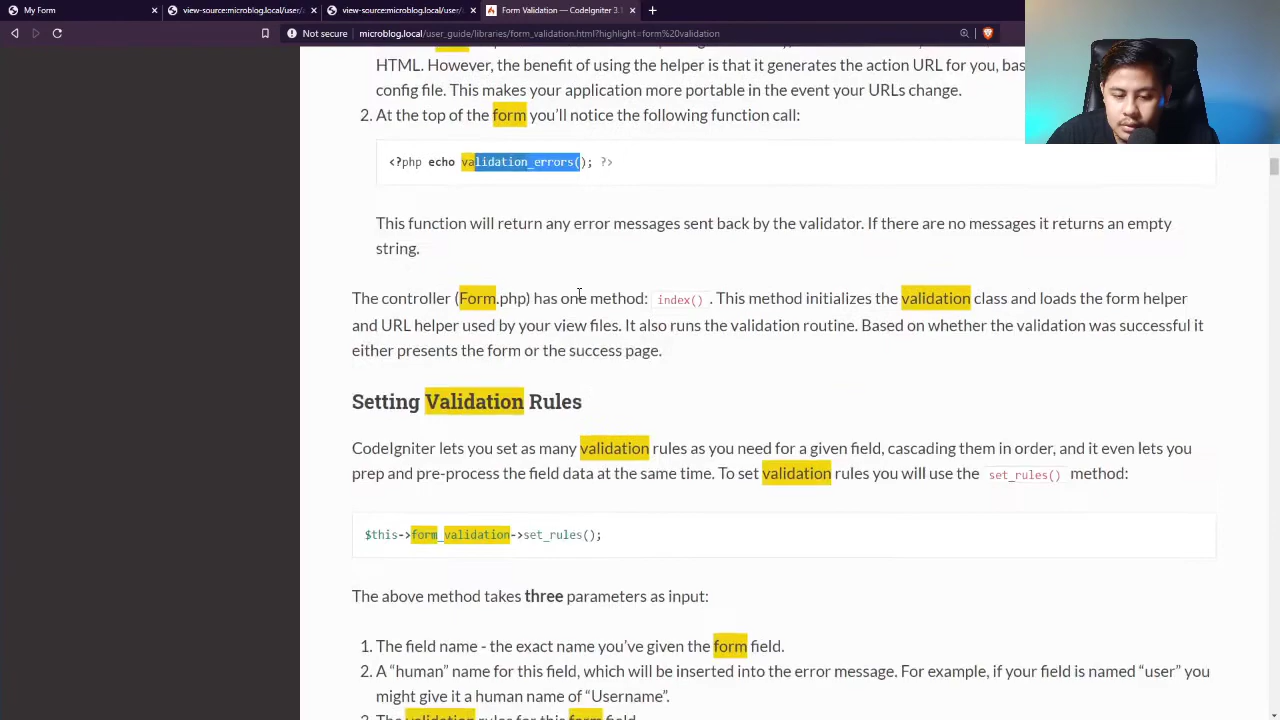 My Form
view-source:microblog.local/user/
view-source:microblog.local/user/
Form Validation — CodeIgniter 3.1
Not secure
microblog.local/user_guide/libraries/form_validation.html?highlight=form%20validation
HTML. However, the benefit of using the helper is that it generates the action URL for you, bas
config file. This makes your application more portable in the event your URLs change.
2. At the top of the form you’ll notice the following function call:
<?php echo validation_errors(); ?>
This function will return any error messages sent back by the validator. If there are no messages it returns an empty
string.
The controller (Form.php) has one method: index() . This method initializes the validation class and loads the form helper
and URL helper used by your view files. It also runs the validation routine. Based on whether the validation was successful it
either presents the form or the success page.
Setting Validation Rules
CodeIgniter lets you set as many validation rules as you need for a given field, cascading them in order, and it even lets you
prep and pre-process the field data at the same time. To set validation rules you will use the set_rules() method:
$this->form_validation->set_rules();
The above method takes three parameters as input:
1. The field name - the exact name you’ve given the form field.
2. A “human” name for this field, which will be inserted into the error message. For example, if your field is named “user” you
might give it a human name of “Username”.
3. The validation rules for this form field.